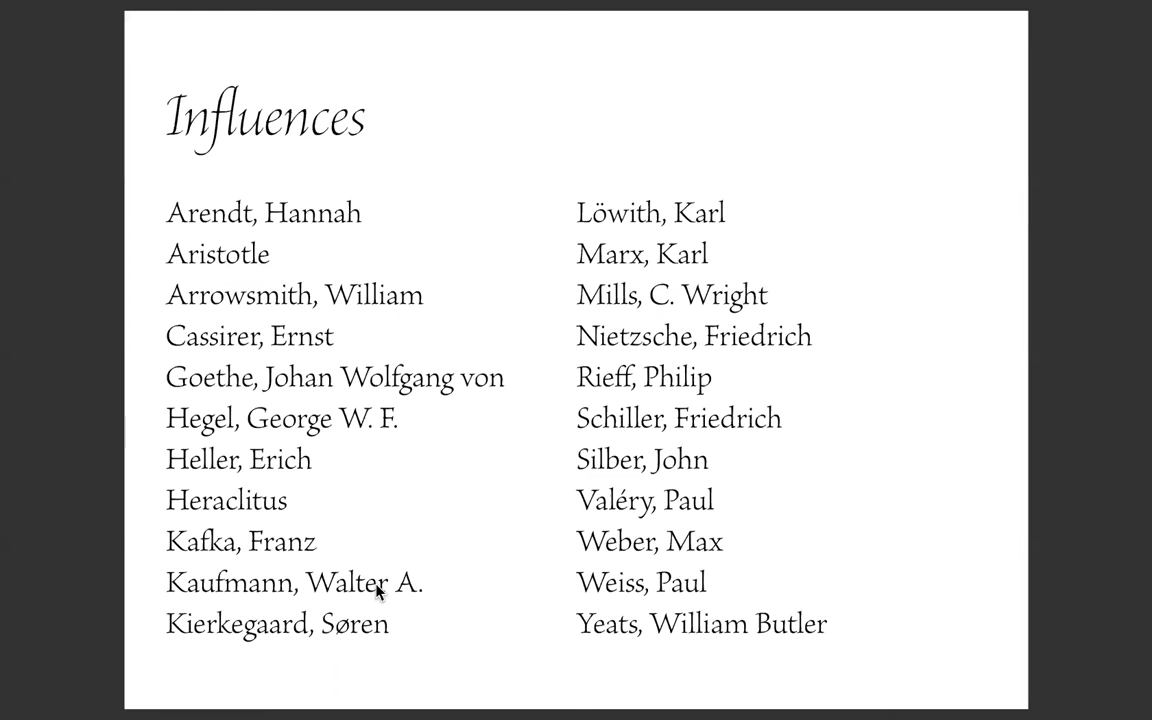 Influences
Arendt, Hannah
Aristotle
Arrowsmith, William
Cassirer, Ernst
Goethe, Johan Wolfgang von
Hegel, George W. F.
Heller, Erich
Heraclitus
Kafka, Franz
Kaufmann, Walter A.
Kierkegaard, Søren
Löwith, Karl
Marx, Karl
Mills, C. Wright
Nietzsche, Friedrich
Rieff, Philip
Schiller, Friedrich
Silber, John
Valéry, Paul
Weber, Max
Weiss, Paul
Yeats, William Butler